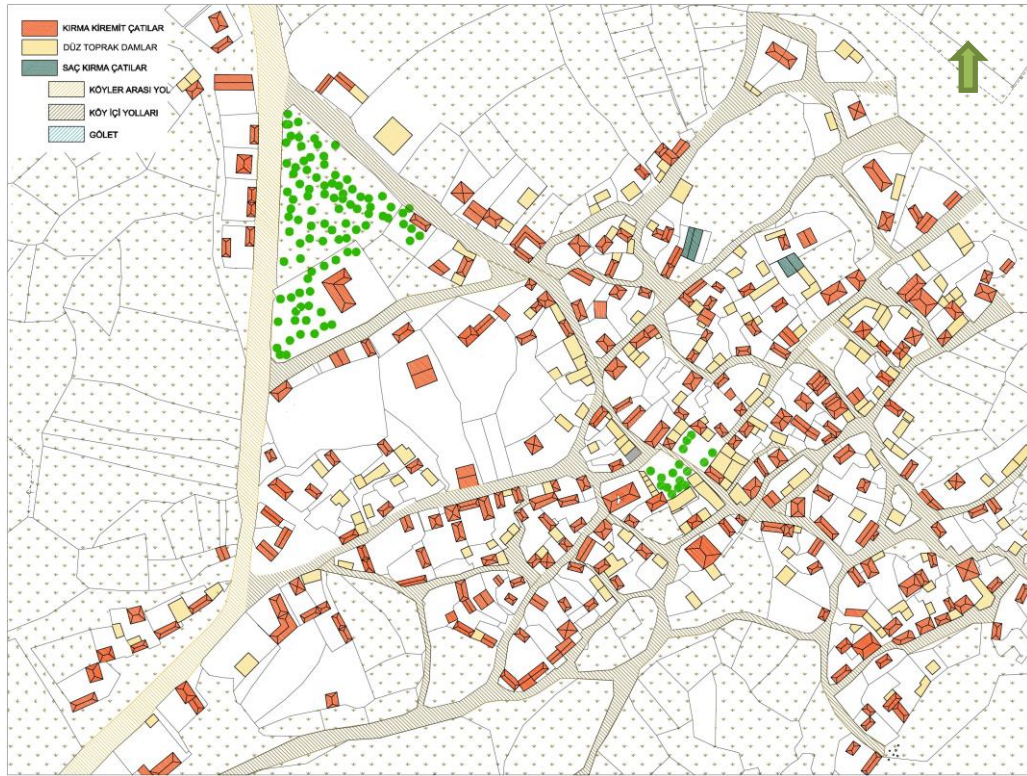 KIRMA KİREMİT ÇATILAR
DÜZ TOPRAK DAMLAR
SAÇ KIRMA ÇATILAR
KÖYLER ARASI YOL
KÖY İÇİ YOLLARI
GÖLET